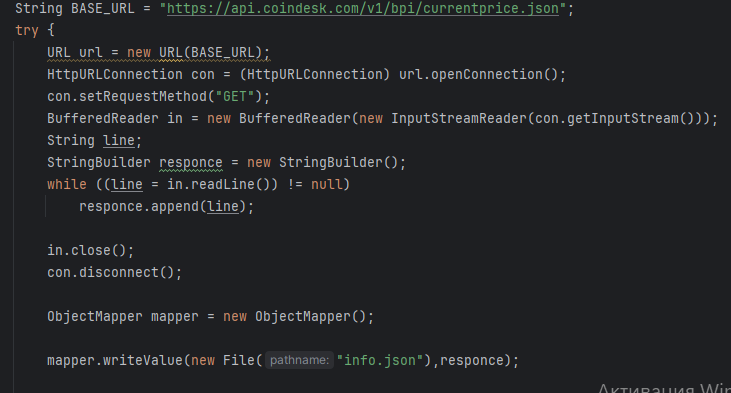 String BASE_URL = "https://api.coindesk.com/v1/bpi/currentprice.json";
try {
URL url = new URL(BASE_URL);
HttpURLConnection con = (HttpURLConnection) url.openConnection();
con.setRequestMethod("GET");
BufferedReader in = new BufferedReader(new InputStreamReader(con.getInputStream()));
String line;
StringBuilder responce = new StringBuilder();
while ((line = in.readLine()) != null)
responce.append(line);
in.close();
con.disconnect();
ObjectMapper mapper = new ObjectMapper();
mapper.writeValue(new File( pathname: "info.json"),responce);
Активация Win